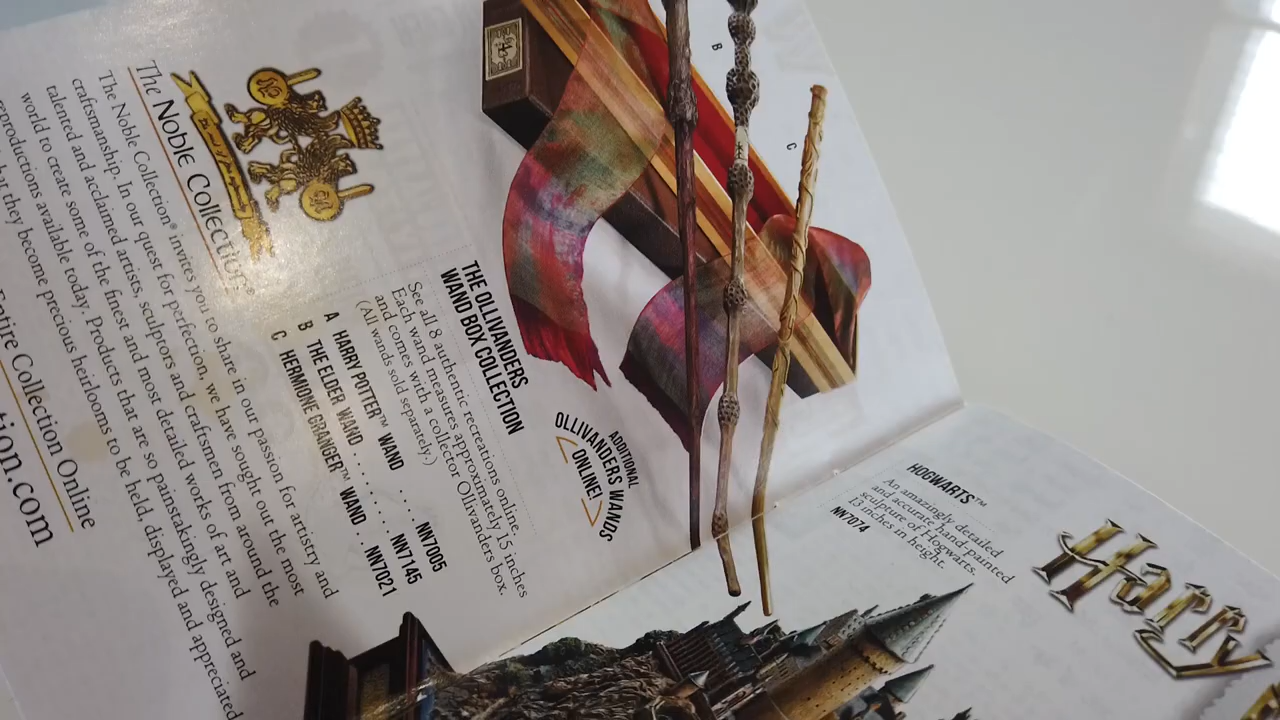 The NOBLE COLLECTION®
The Noble Collection® invites you to share in our passion for artistry and
craftsmanship. In our quest for perfection, we have sought out the most
talented and acclaimed artists, sculptors and craftsmen from around the
world to create some of the finest and most detailed works of art and
reproductions available today. Products that are so painstakingly designed and
that they become precious heirlooms to be held, displayed and appreciated
Entire Collection Online
tion.com
THE OLLIVANDERS
WAND BOX COLLECTION
See all 8 authentic recreations online.
Each wand measures approximately 15 inches
and comes with a collector Ollivanders box.
(All wands sold separately.)
A HARRY POTTER™ WAND . . NN7005
B THE ELDER WAND . . . . . . . NN7145
C HERMIONE GRANGER™ WAND . . NN7021
ADDITIONAL
OLLIVANDERS WANDS
ONLINE!
B
C
HOGWARTS™
An amazingly detailed
and accurate hand-painted
sculpture of Hogwarts.
13 inches in height.
NN7074
Harry